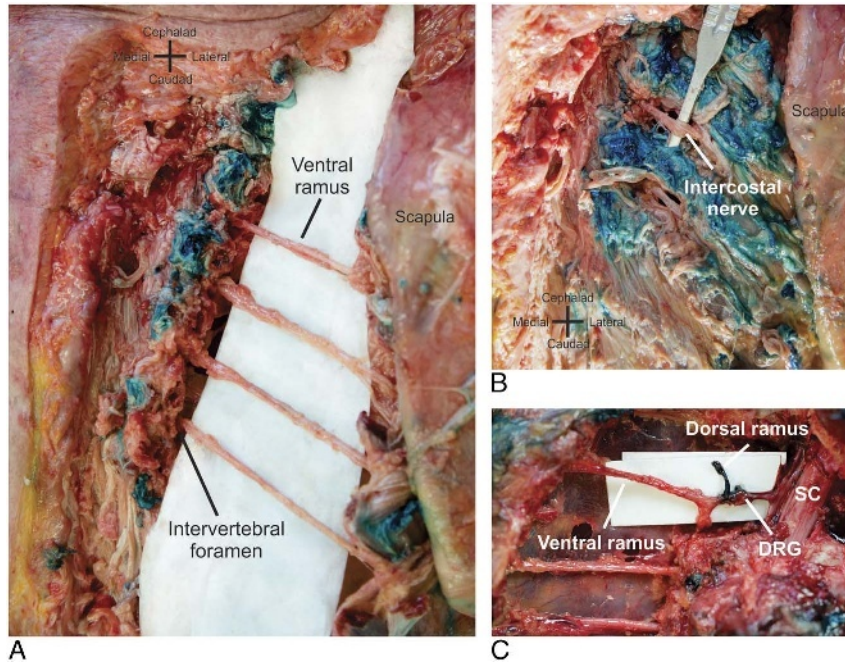 Cephalad
Medial
Lateral
Caudad
Ventral
ramus
Scapula
Intervertebral
foramen
A
Scapula
Intercostal
nerve
Cephalad
Medial
Lateral
Caudad
B
Dorsal ramus
SC
Ventral ramus
DRG
C